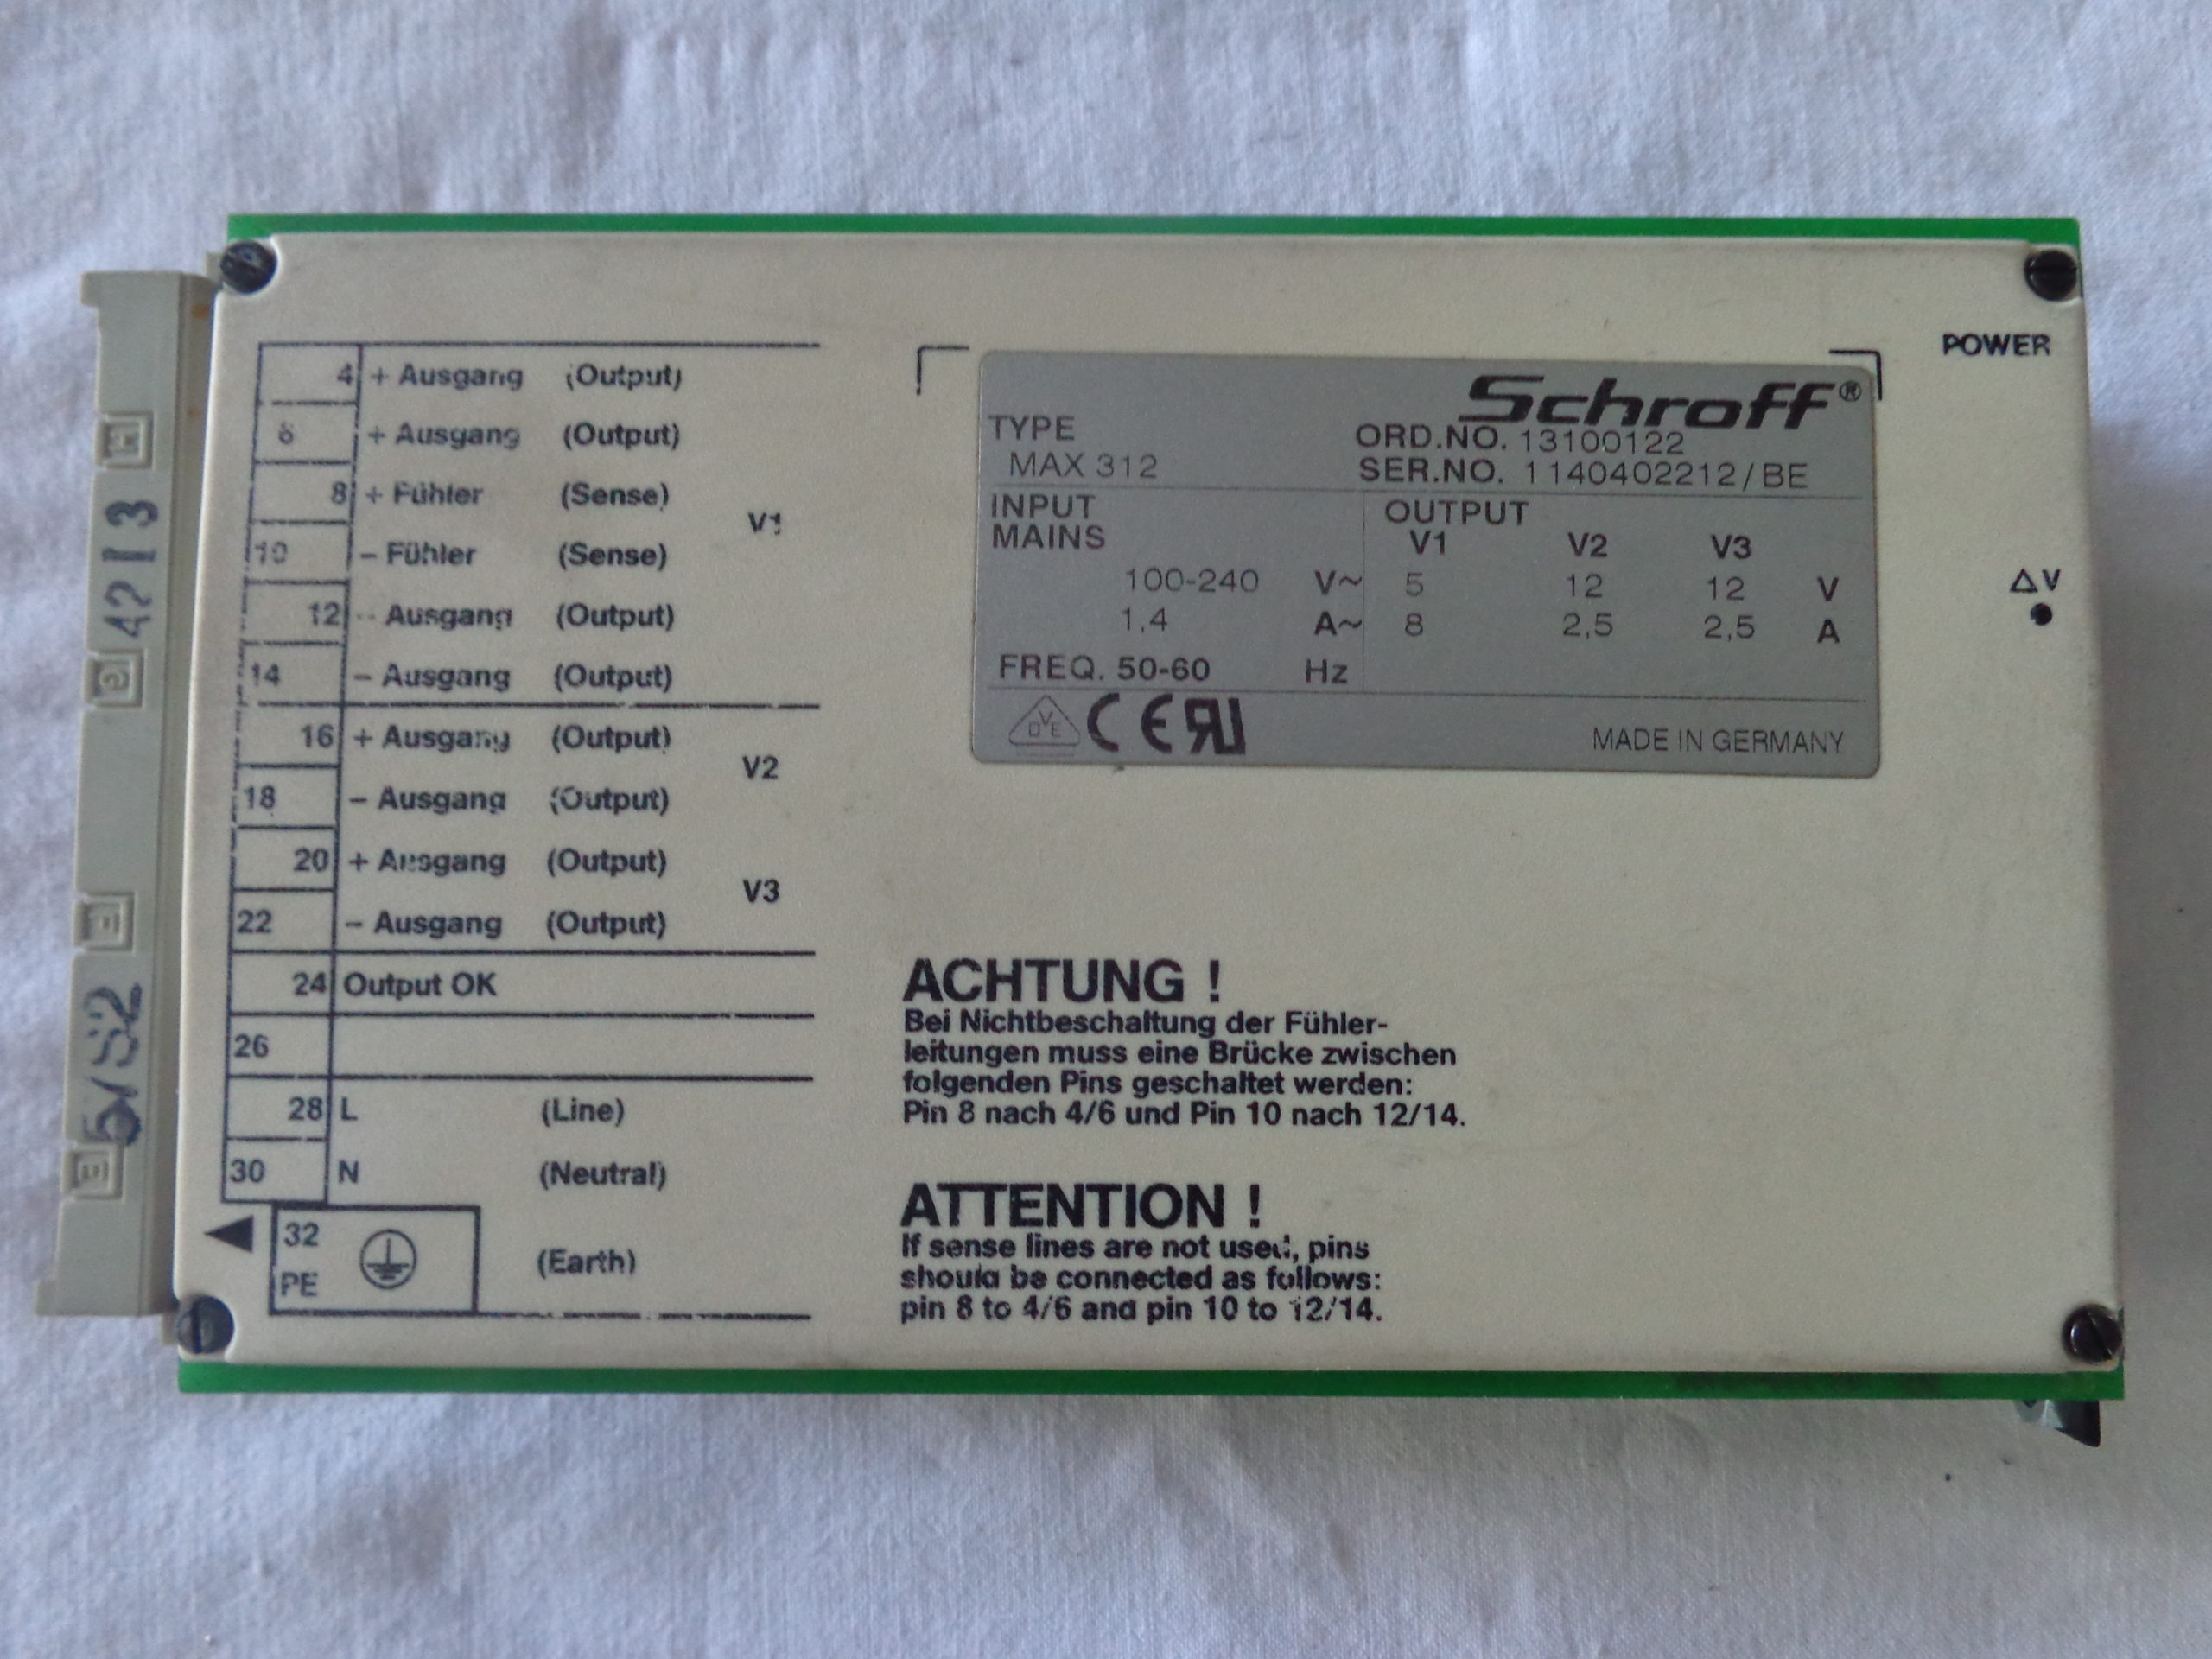 4 + Ausgang (Output)
6 + Ausgang (Output)
8 + Fühler (Sense)
V1
10 – Fühler (Sense)
12 – Ausgang (Output)
14 – Ausgang (Output)
16 + Ausgang (Output)
V2
18 – Ausgang (Output)
20 + Ausgang (Output)
V3
22 – Ausgang (Output)
24 Output OK
26
28 L (Line)
30 N (Neutral)
32
PE (Earth)
Schroff®
TYPE ORD.NO. 13100122
MAX 312 SER.NO. 1140402212/BE
INPUT OUTPUT
MAINS V1 V2 V3
100-240 V~ 5 12 12 V
1,4 A~ 8 2,5 2,5 A
FREQ. 50-60 Hz
VDE CE RU MADE IN GERMANY
POWER
ΔV
ACHTUNG !
Bei Nichtbeschaltung der Fühler-
leitungen muss eine Brücke zwischen
folgenden Pins geschaltet werden:
Pin 8 nach 4/6 und Pin 10 nach 12/14.
ATTENTION !
If sense lines are not used, pins
should be connected as follows:
pin 8 to 4/6 and pin 10 to 12/14.
4213